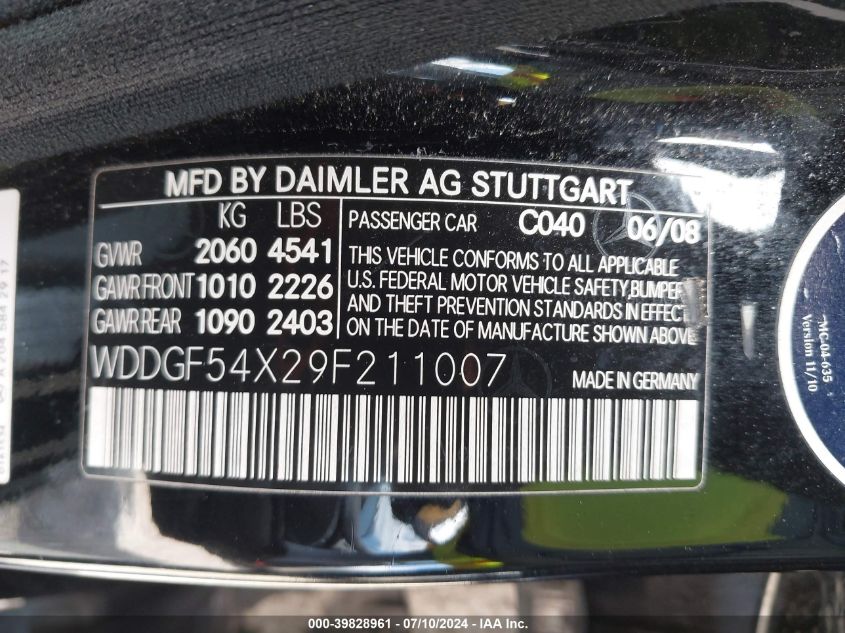 MFD BY DAIMLER AG STUTTGART
KG LBS
GVWR 2060 4541
GAWR FRONT 1010 2226
GAWR REAR 1090 2403
PASSENGER CAR C040 06/08
THIS VEHICLE CONFORMS TO ALL APPLICABLE
U.S. FEDERAL MOTOR VEHICLE SAFETY, BUMPER
AND THEFT PREVENTION STANDARDS IN EFFECT
ON THE DATE OF MANUFACTURE SHOWN ABOVE
WDDGF54X29F211007
MADE IN GERMANY
MC04-035
Version 11/10
000-39828961 - 07/10/2024 - IAA Inc.